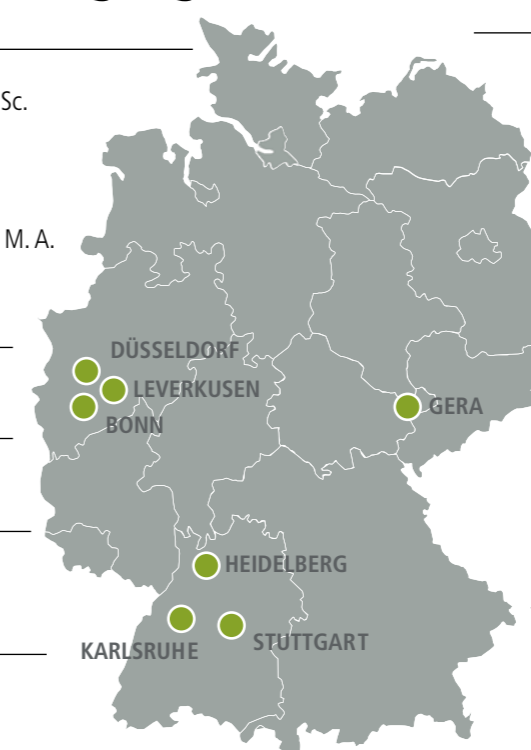 Sc.
M. A.
DÜSSELDORF
LEVERKUSEN
BONN
GERA
HEIDELBERG
KARLSRUHE
STUTTGART